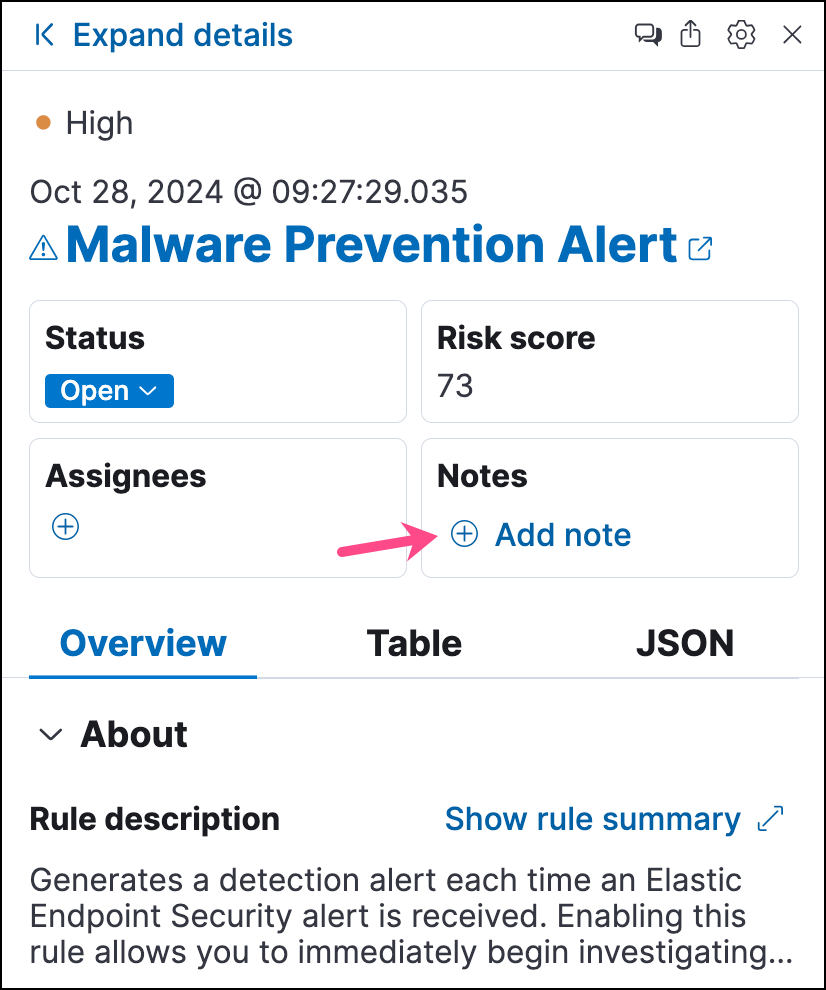 Expand details
High
Oct 28, 2024 @ 09:27:29.035
Malware Prevention Alert
Status
Open
Risk score
73
Assignees
Notes
Add note
Overview
Table
JSON
About
Rule description
Show rule summary
Generates a detection alert each time an Elastic
Endpoint Security alert is received. Enabling this
rule allows you to immediately begin investigating...